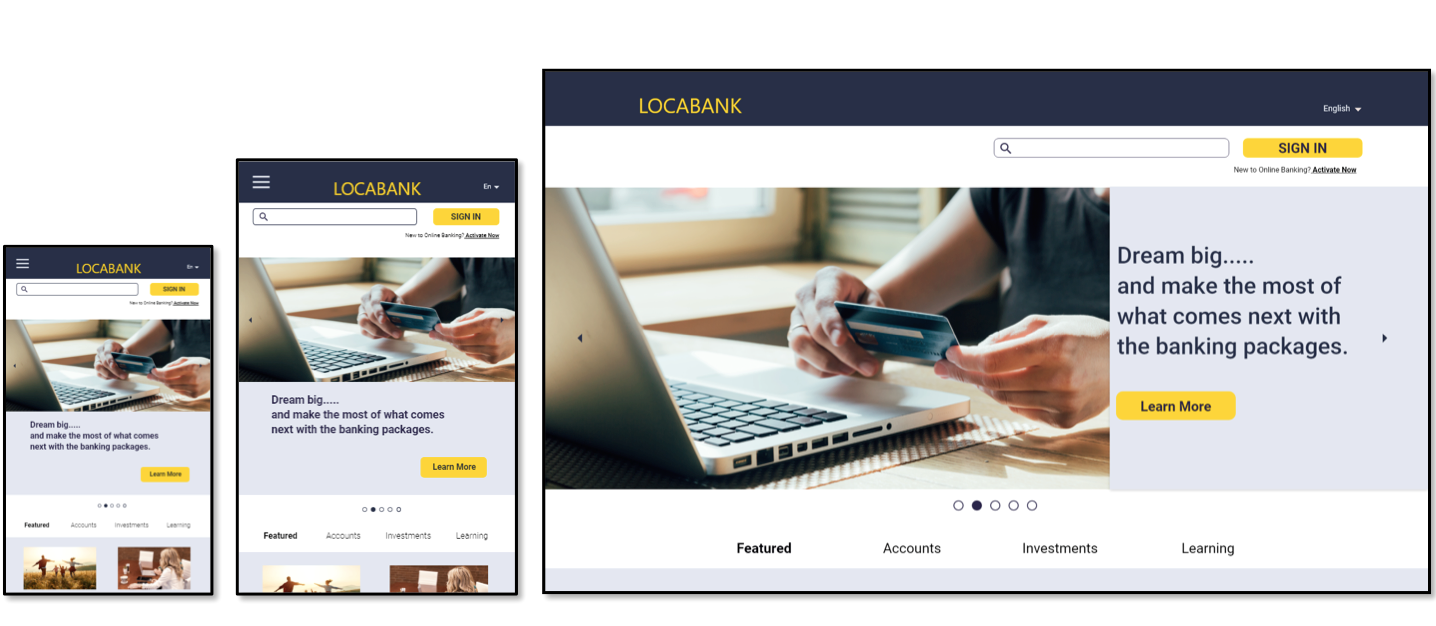 LOCABANK
En
SIGN IN
New to Online Banking? Activate Now
Dream big.....
and make the most of what comes
next with the banking packages.
Learn More
Featured Accounts Investments Learning
LOCABANK
En
SIGN IN
New to Online Banking? Activate Now
Dream big.....
and make the most of what comes
next with the banking packages.
Learn More
Featured Accounts Investments Learning
LOCABANK
English
SIGN IN
New to Online Banking? Activate Now
Dream big.....
and make the most of
what comes next with
the banking packages.
Learn More
Featured Accounts Investments Learning